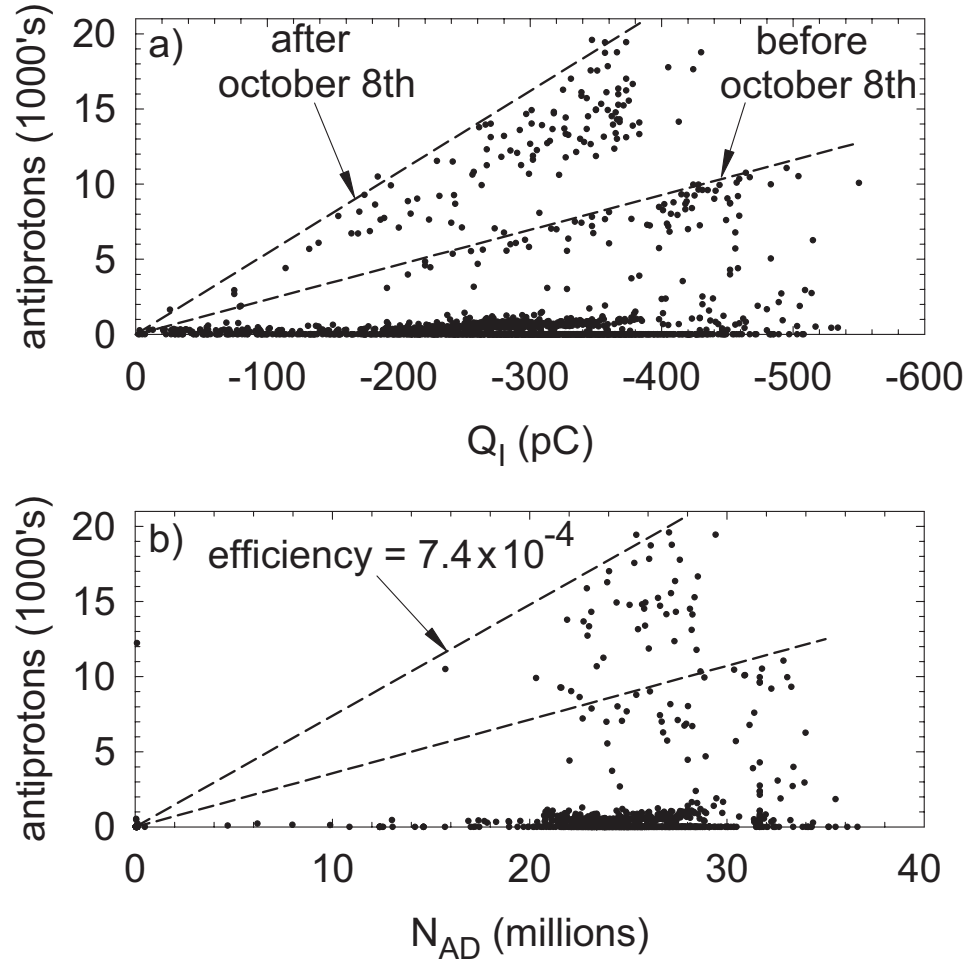 a)
after
october 8th
before
october 8th
antiprotons (1000's)
20
15
10
5
0
0 -100 -200 -300 -400 -500 -600
Q_I (pC)
b)
efficiency = 7.4 x 10^-4
antiprotons (1000's)
20
15
10
5
0
0 10 20 30 40
N_AD (millions)